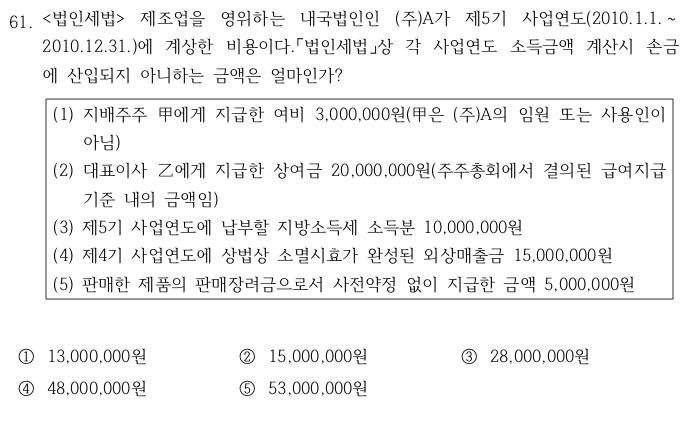 61. <법인세법> 제조업을 영위하는 내국법인인 (주)A가 제5기 사업연도(2010.1.1.~
2010.12.31.)에 계상한 비용이다.「법인세법」상 각 사업연도 소득금액 계산시 손금
에 산입되지 아니하는 금액은 얼마인가?
(1) 지배주주 甲에게 지급한 여비 3,000,000원(甲은 (주)A의 임원 또는 사용인이
아님)
(2) 대표이사 乙에게 지급한 상여금 20,000,000원(주주총회에서 결의된 급여지급
기준 내의 금액임)
(3) 제5기 사업연도에 납부할 지방소득세 소득분 10,000,000원
(4) 제4기 사업연도에 상법상 소멸시효가 완성된 외상매출금 15,000,000원
(5) 판매한 제품의 판매장려금으로서 사전약정 없이 지급한 금액 5,000,000원
① 13,000,000원 ② 15,000,000원 ③ 28,000,000원
④ 48,000,000원 ⑤ 53,000,000원